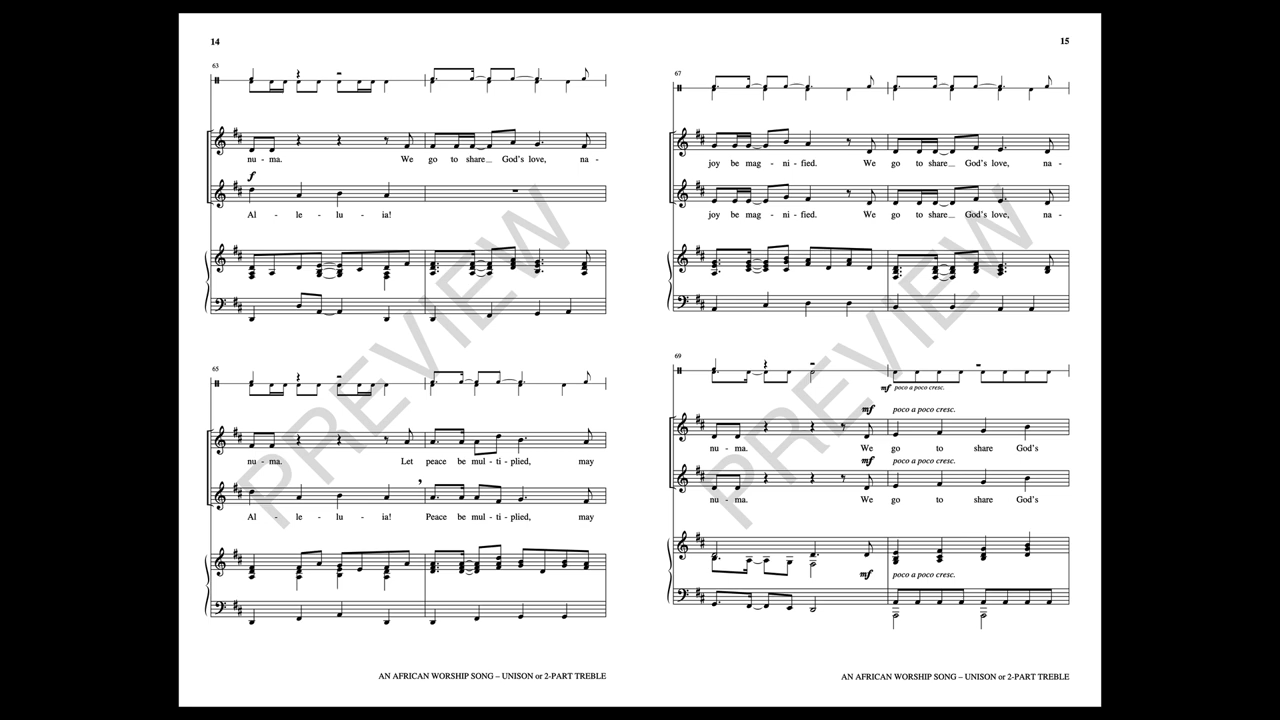 14
63
nu - ma. We go to share God's love, na -
f
Al - le - lu - ia!
65
nu - ma. Let peace be mul - ti - plied, may
Al - le - lu - ia! Peace be mul - ti - plied, may
AN AFRICAN WORSHIP SONG – UNISON or 2-PART TREBLE
15
67
joy be mag - ni - fied. We go to share God's love, na -
joy be mag - ni - fied. We go to share God's love, na -
69
mf poco a poco cresc.
mf poco a poco cresc.
nu - ma. We go to share God's
mf poco a poco cresc.
nu - ma. We go to share God's
mf poco a poco cresc.
AN AFRICAN WORSHIP SONG – UNISON or 2-PART TREBLE
PREVIEW
PREVIEW